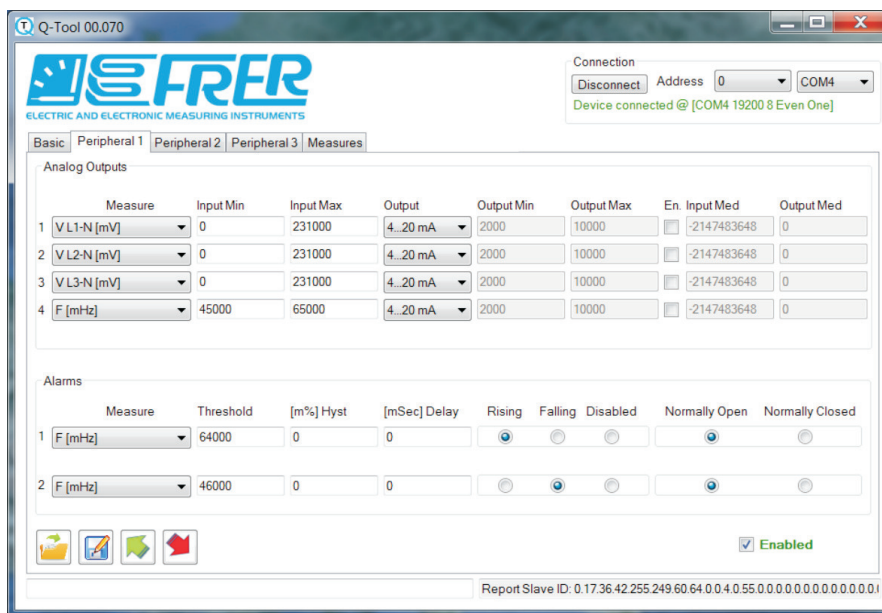 Q-Tool 00.070
FRER
ELECTRIC AND ELECTRONIC MEASURING INSTRUMENTS
Connection
Disconnect Address 0 COM4
Device connected @ [COM4 19200 8 Even One]
Basic Peripheral 1 Peripheral 2 Peripheral 3 Measures
Analog Outputs
Measure Input Min Input Max Output Output Min Output Max En. Input Med Output Med
1 V L1-N [mV] 0 231000 4...20 mA 2000 10000 -2147483648 0
2 V L2-N [mV] 0 231000 4...20 mA 2000 10000 -2147483648 0
3 V L3-N [mV] 0 231000 4...20 mA 2000 10000 -2147483648 0
4 F [mHz] 45000 65000 4...20 mA 2000 10000 -2147483648 0
Alarms
Measure Threshold [m%] Hyst [mSec] Delay Rising Falling Disabled Normally Open Normally Closed
1 F [mHz] 64000 0 0
2 F [mHz] 46000 0 0
Enabled
Report Slave ID: 0.17.36.42.255.249.60.64.0.0.4.0.55.0.0.0.0.0.0.0.0.0.0.0.0.